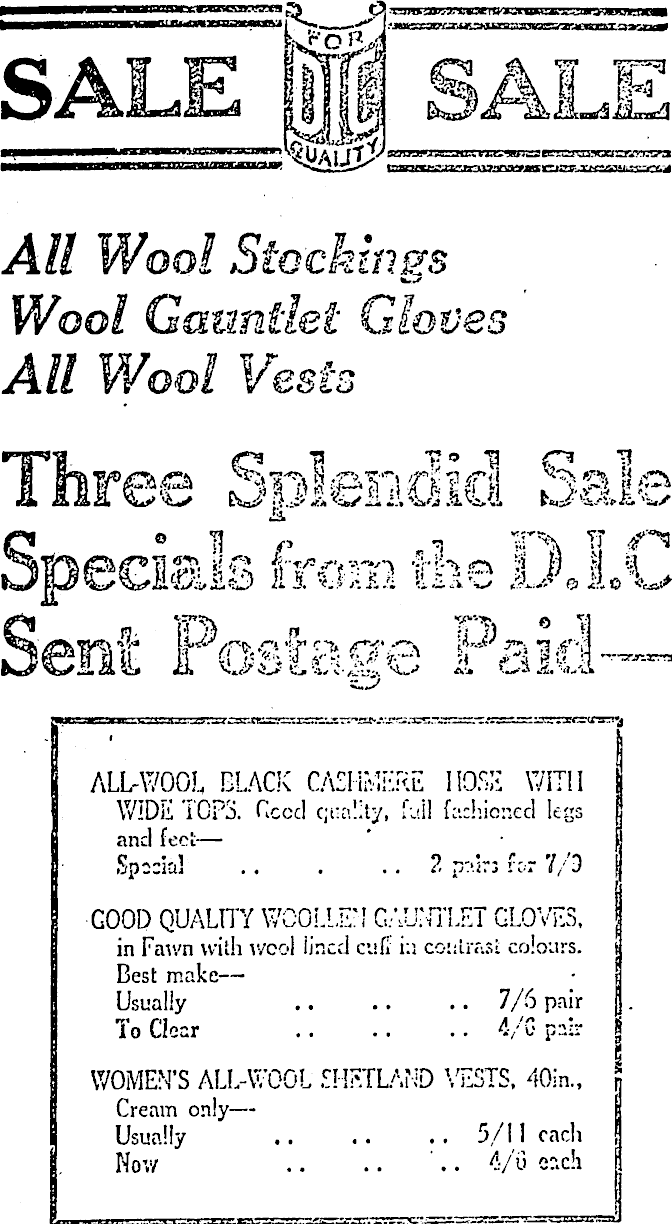 SALE FOR DIC QUALITY SALE
All Wool Stockings
Wool Gauntlet Gloves
All Wool Vests
Three Splendid Sale
Specials from the D.I.C
Sent Postage Paid—
ALL-WOOL BLACK CASHMERE HOSE WITH
WIDE TOPS. Good quality, full fashioned legs
and feet—
Special .. . .. 2 pairs for
GOOD QUALITY WOOLLEN GAUNTLET GLOVES,
in Fawn with wool lined cuff in contrast colours.
Best make—
Usually .. .. .. 7/6 pair
To Clear .. .. .. 4/6 pair
WOMEN'S ALL-WOOL SHETLAND VESTS, 40in.,
Cream only—
Usually .. .. .. 5/11 each
Now .. .. .. 4/6 each